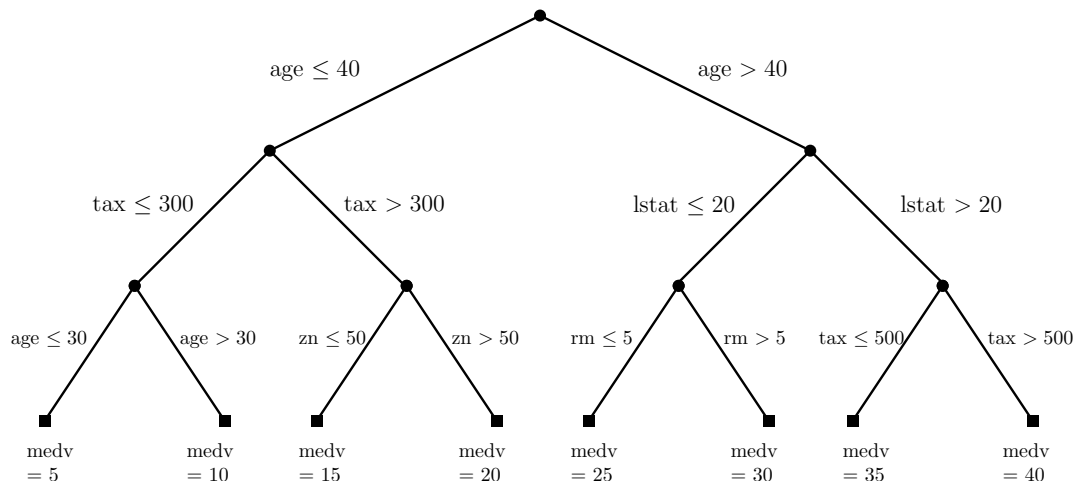 age ≤ 40
age > 40
tax ≤ 300
tax > 300
lstat ≤ 20
lstat > 20
age ≤ 30
age > 30
zn ≤ 50
zn > 50
rm ≤ 5
rm > 5
tax ≤ 500
tax > 500
medv
= 5
medv
= 10
medv
= 15
medv
= 20
medv
= 25
medv
= 30
medv
= 35
medv
= 40